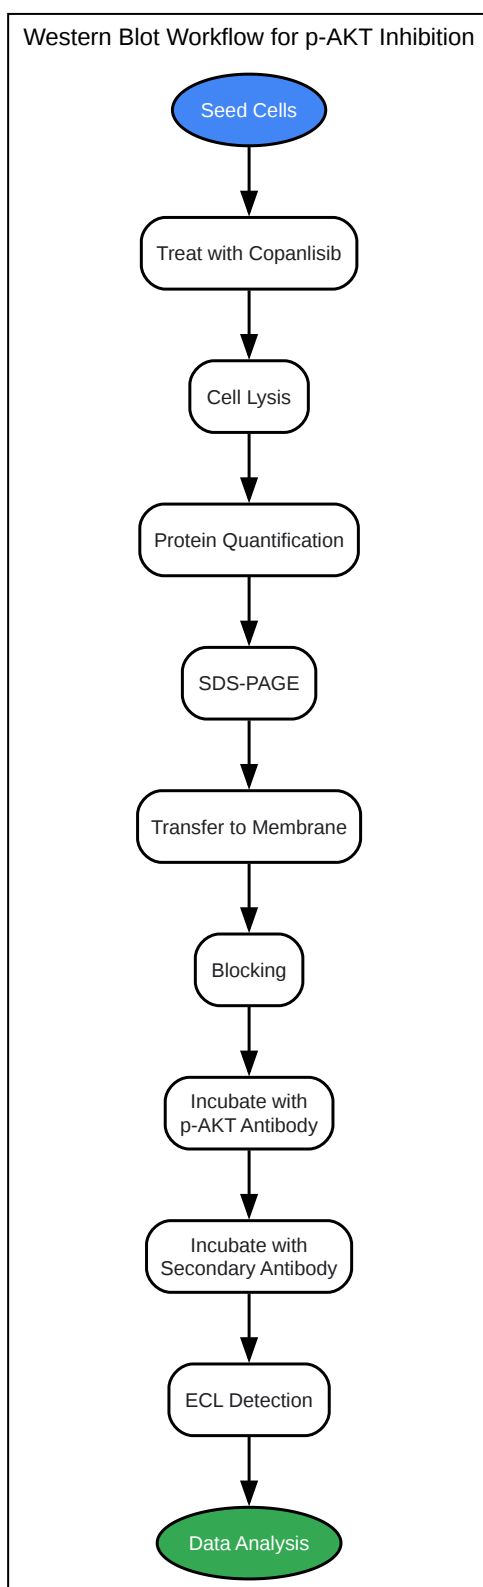 Western Blot Workflow for p-AKT Inhibition
Seed Cells
Treat with Copanlisib
Cell Lysis
Protein Quantification
SDS-PAGE
Transfer to Membrane
Blocking
Incubate with
p-AKT Antibody
Incubate with
Secondary Antibody
ECL Detection
Data Analysis